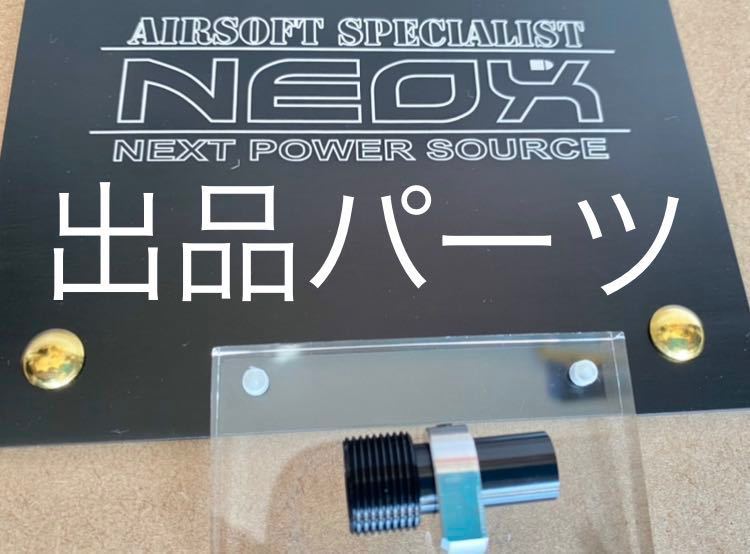 AIRSOFT SPECIALIST
NEOX
NEXT POWER SOURCE
出品パーツ